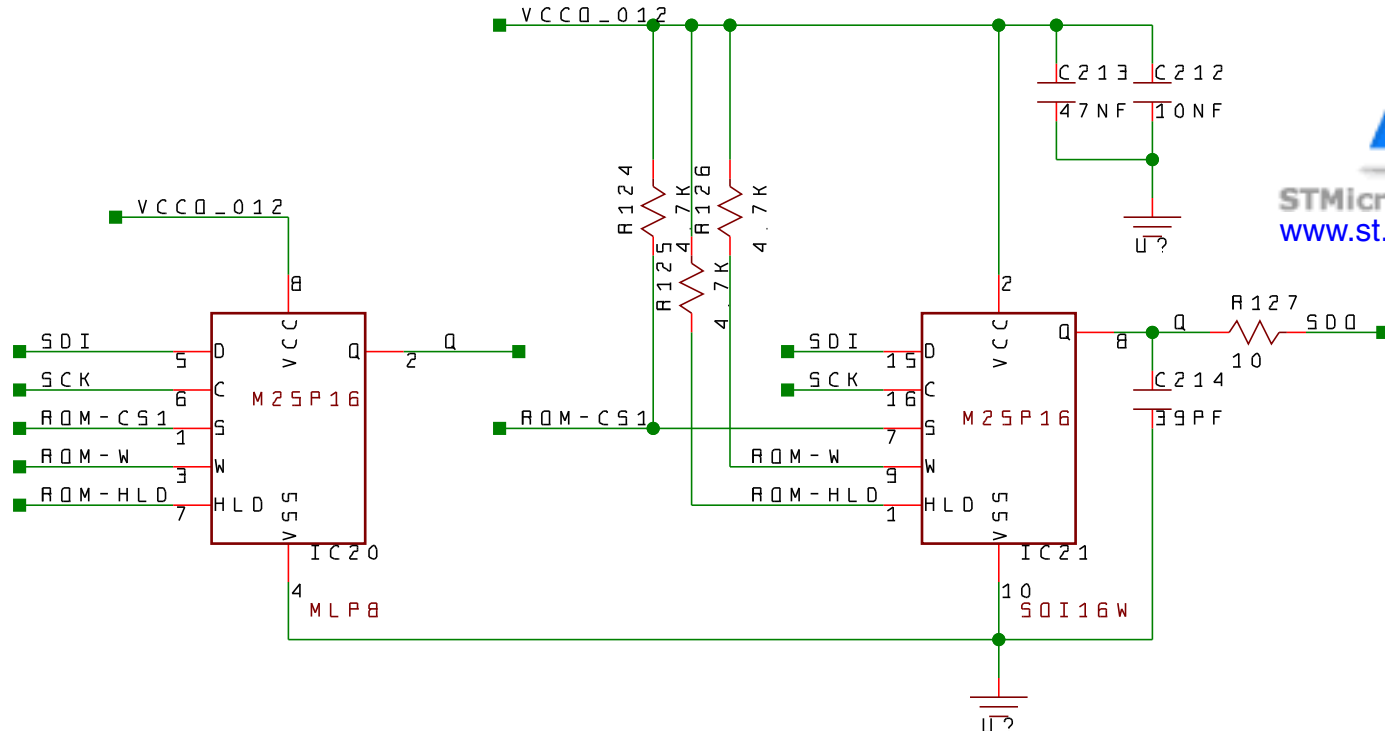 VCCO_012
C213
C212
47NF
10NF
R124
4.7K
R126
4.7K
R125
4.7K
U?
STMicr
www.st.
VCCO_012
8
VCC
SDI
5
D
SCK
6
C
ROM-CS1
1
S
ROM-W
3
W
ROM-HLD
7
HLD
M25P16
Q
2
Q
VSS
IC20
4
MLP8
ROM-CS1
2
VCC
SDI
15
D
SCK
16
C
7
S
ROM-W
9
W
ROM-HLD
1
HLD
M25P16
Q
8
Q
R127
10
SDO
C214
39PF
VSS
IC21
10
SOI16W
U?